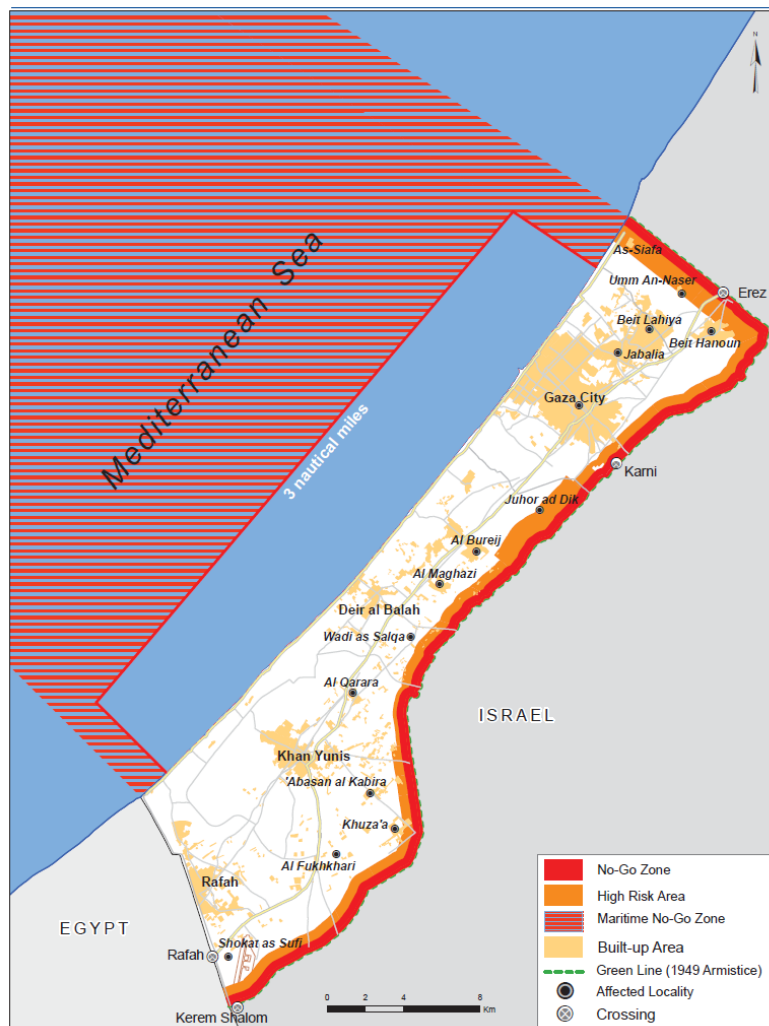 N
Mediterranean Sea
3 nautical miles
As-Siafa
Umm An-Naser
Erez
Beit Lahiya
Beit Hanoun
Jabalia
Gaza City
Karni
Juhor ad Dik
Al Bureij
Al Maghazi
Deir al Balah
Wadi as Salqa
Al Qarara
ISRAEL
Khan Yunis
'Abasan al Kabira
Khuza'a
Al Fukhkhari
Rafah
EGYPT
Rafah
Shokat as Sufi
Kerem Shalom
0 2 4 8
Km
No-Go Zone
High Risk Area
Maritime No-Go Zone
Built-up Area
Green Line (1949 Armistice)
Affected Locality
Crossing